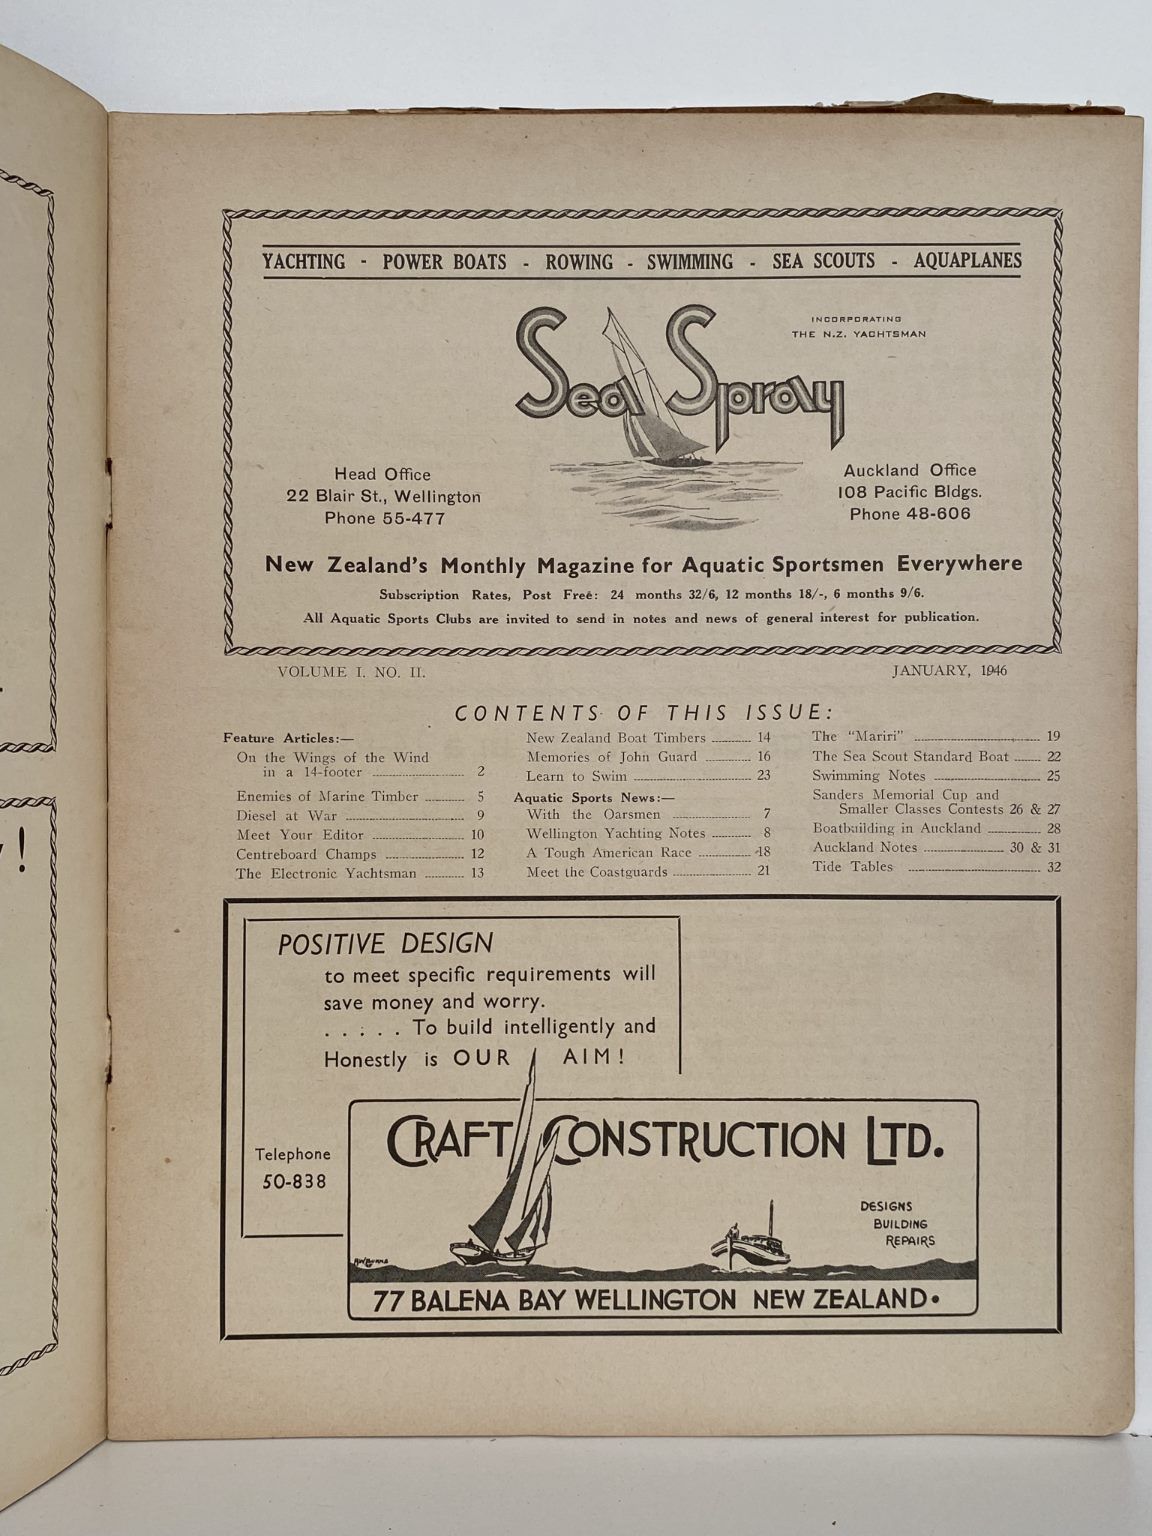 YACHTING - POWER BOATS - ROWING - SWIMMING - SEA SCOUTS - AQUAPLANES
INCORPORATING
THE N.Z. YACHTSMAN
Sea Spray
Head Office
22 Blair St., Wellington
Phone 55-477
Auckland Office
108 Pacific Bldgs.
Phone 48-606
New Zealand's Monthly Magazine for Aquatic Sportsmen Everywhere
Subscription Rates, Post Free: 24 months 32/6, 12 months 18/-, 6 months 9/6.
All Aquatic Sports Clubs are invited to send in notes and news of general interest for publication.
VOLUME I. NO. II.
JANUARY, 1946
CONTENTS OF THIS ISSUE:
Feature Articles:—
On the Wings of the Wind
in a 14-footer 2
Enemies of Marine Timber 5
Diesel at War 9
Meet Your Editor 10
Centreboard Champs 12
The Electronic Yachtsman 13
New Zealand Boat Timbers 14
Memories of John Guard 16
Learn to Swim 23
Aquatic Sports News:—
With the Oarsmen 7
Wellington Yachting Notes 8
A Tough American Race 18
Meet the Coastguards 21
The "Mariri" 19
The Sea Scout Standard Boat 22
Swimming Notes 25
Sanders Memorial Cup and
Smaller Classes Contests 26 & 27
Boatbuilding in Auckland 28
Auckland Notes 30 & 31
Tide Tables 32
!
POSITIVE DESIGN
to meet specific requirements will
save money and worry.
. . . . . To build intelligently and
Honestly is OUR AIM!
Telephone
50-838
CRAFT CONSTRUCTION LTD.
DESIGNS
BUILDING
REPAIRS
77 BALENA BAY WELLINGTON NEW ZEALAND.